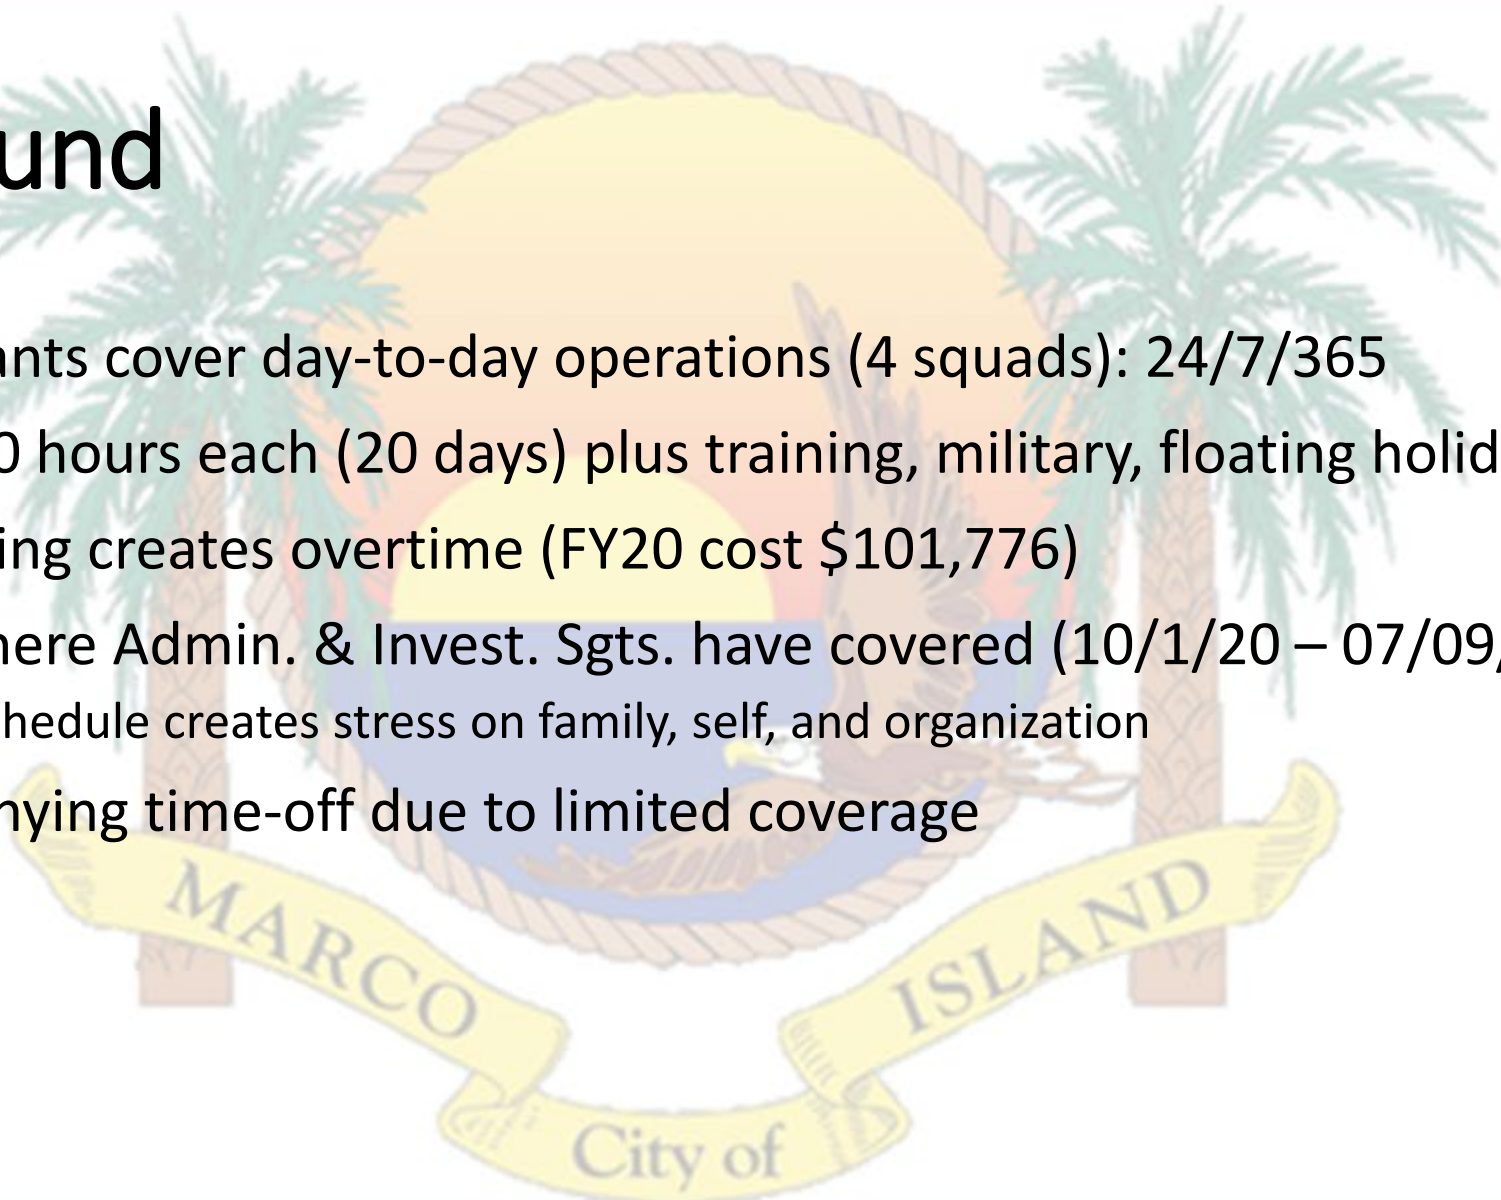 und
ants cover day-to-day operations (4 squads): 24/7/365
0 hours each (20 days) plus training, military, floating holid
ing creates overtime (FY20 cost $101,776)
here Admin. & Invest. Sgts. have covered (10/1/20 – 07/09/
hedule creates stress on family, self, and organization
nying time-off due to limited coverage
MARCO ISLAND
City of